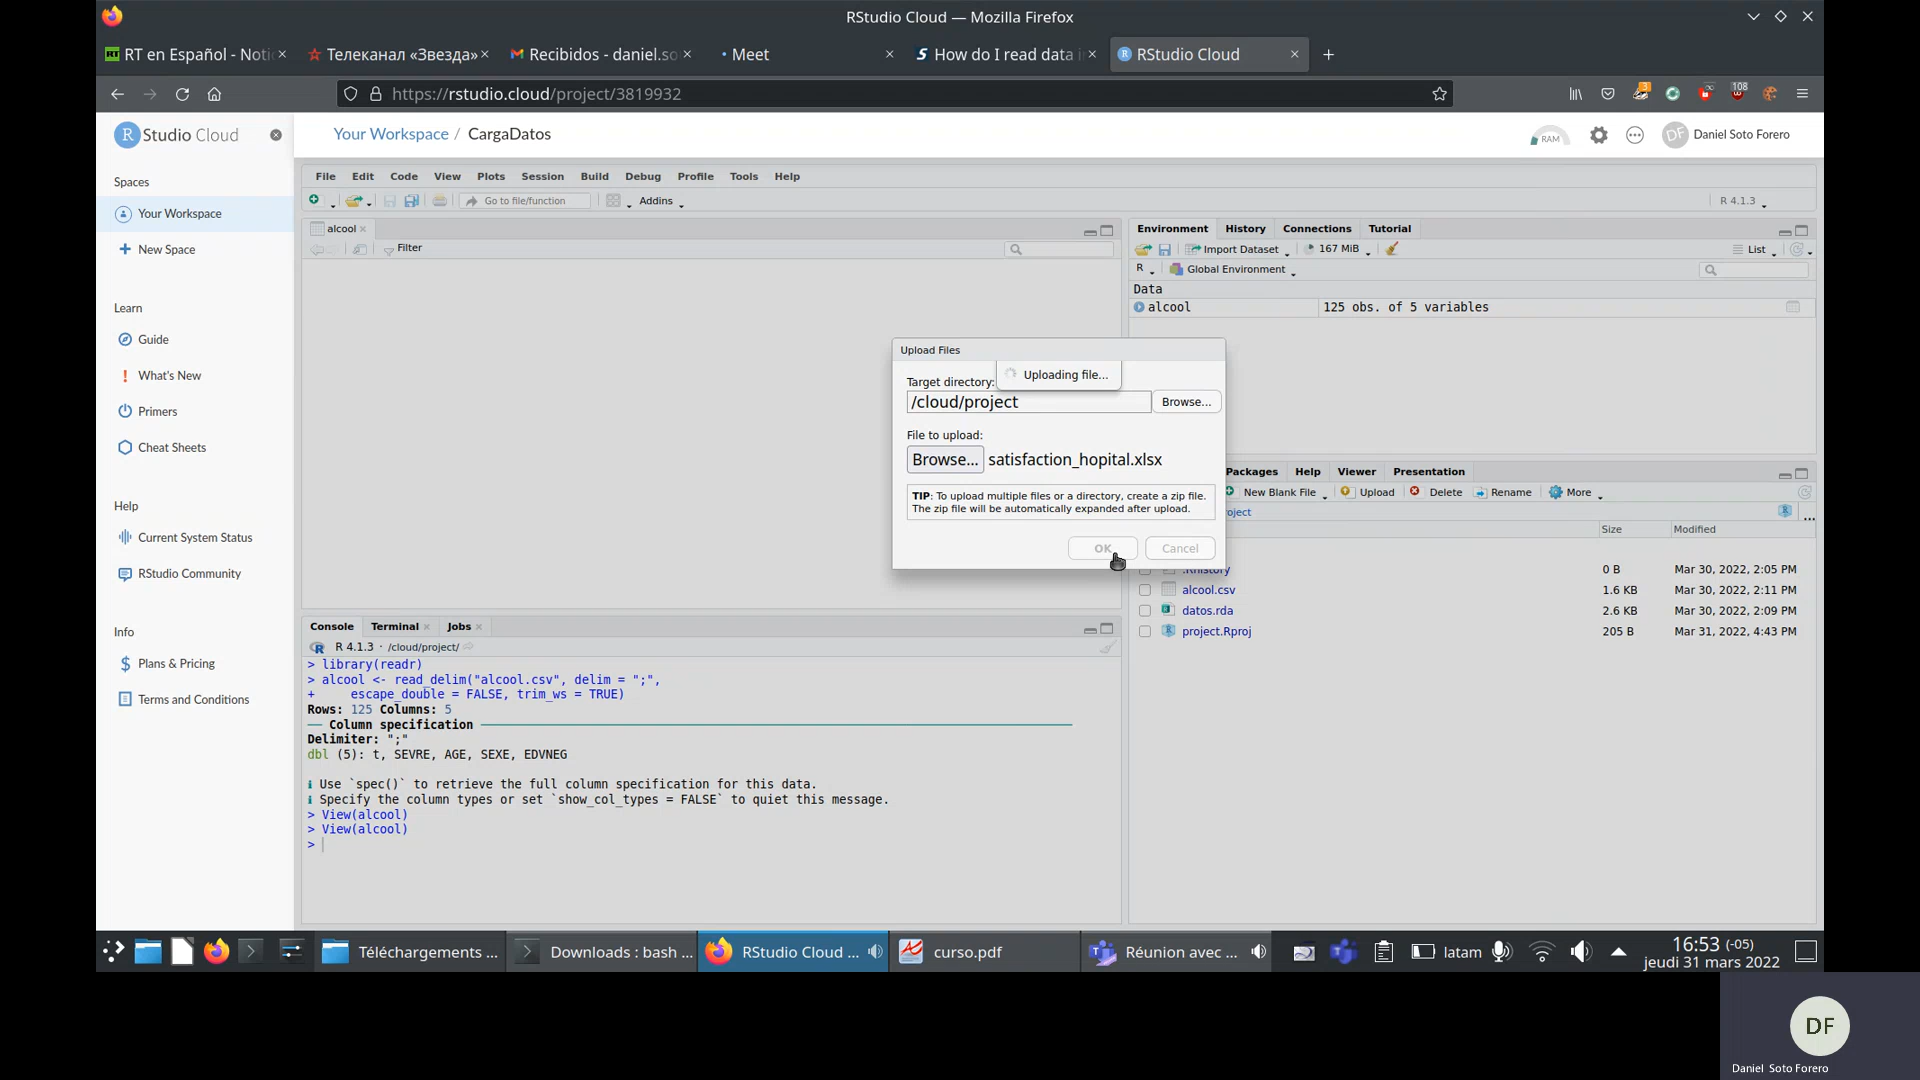 RStudio Cloud — Mozilla Firefox
RT en Español - Noti
Телеканал «Звезда»
Recibidos - daniel.so
Meet
How do I read data i
RStudio Cloud
https://rstudio.cloud/project/3819932
3
108
R Studio Cloud
Your Workspace / CargaDatos
RAM
DF
Daniel Soto Forero
Spaces
Your Workspace
New Space
Learn
Guide
What's New
Primers
Cheat Sheets
Help
Current System Status
RStudio Community
Info
Plans & Pricing
Terms and Conditions
File Edit Code View Plots Session Build Debug Profile Tools Help
Go to file/function
Addins
R 4.1.3
alcool
Filter
Environment History Connections Tutorial
Import Dataset
167 MiB
List
R
Global Environment
Data
alcool 125 obs. of 5 variables
Upload Files
Uploading file...
Target directory:
/cloud/project
Browse...
File to upload:
Browse... satisfaction_hopital.xlsx
TIP: To upload multiple files or a directory, create a zip file.
The zip file will be automatically expanded after upload.
OK Cancel
Packages Help Viewer Presentation
New Blank File Upload Delete Rename More
oject
...
Size Modified
.Rhistory 0 B Mar 30, 2022, 2:05 PM
alcool.csv 1.6 KB Mar 30, 2022, 2:11 PM
datos.rda 2.6 KB Mar 30, 2022, 2:09 PM
project.Rproj 205 B Mar 31, 2022, 4:43 PM
Console Terminal Jobs
R 4.1.3 · /cloud/project/
> library(readr)
> alcool <- read_delim("alcool.csv", delim = ";",
+     escape_double = FALSE, trim_ws = TRUE)
Rows: 125 Columns: 5
── Column specification ──
Delimiter: ";"
dbl (5): t, SEVRE, AGE, SEXE, EDVNEG
ℹ Use `spec()` to retrieve the full column specification for this data.
ℹ Specify the column types or set `show_col_types = FALSE` to quiet this message.
> View(alcool)
> View(alcool)
>
Téléchargements ...
Downloads : bash ...
RStudio Cloud ...
curso.pdf
Réunion avec ...
latam
16:53 (-05)
jeudi 31 mars 2022
DF
Daniel Soto Forero